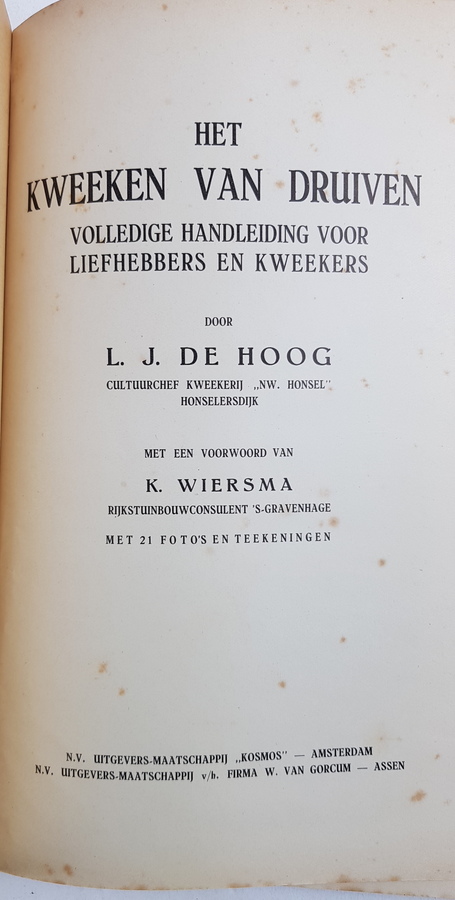 HET
KWEEKEN VAN DRUIVEN
VOLLEDIGE HANDLEIDING VOOR
LIEFHEBBERS EN KWEEKERS
DOOR
L. J. DE HOOG
CULTUURCHEF KWEEKERIJ „NW. HONSEL"
HONSELERSDIJK
MET EEN VOORWOORD VAN
K. WIERSMA
RIJKSTUINBOUWCONSULENT 'S-GRAVENHAGE
MET 21 FOTO'S EN TEEKENINGEN
N.V. UITGEVERS-MAATSCHAPPIJ „KOSMOS" — AMSTERDAM
N.V. UITGEVERS-MAATSCHAPPIJ v/h. FIRMA W. VAN GORCUM — ASSEN